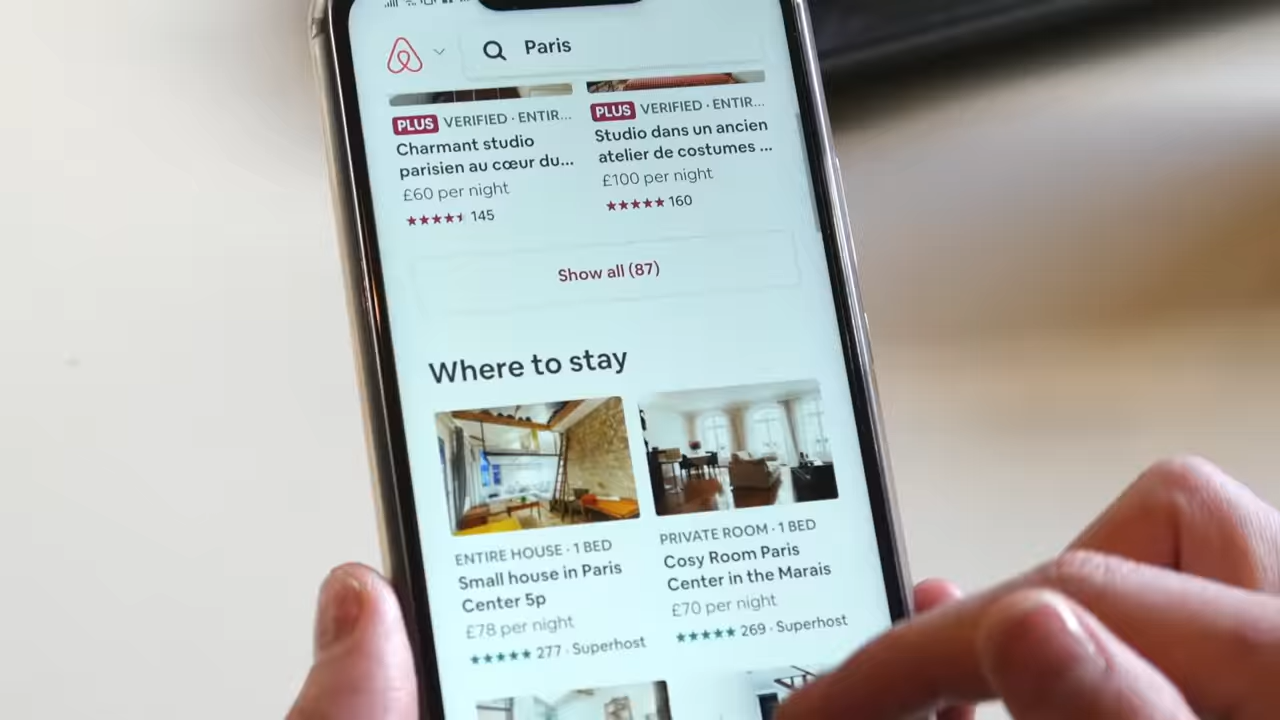 Paris
PLUS VERIFIED · ENTIR...
Charmant studio
parisien au cœur du...
£60 per night
145
PLUS VERIFIED · ENTIR...
Studio dans un ancien
atelier de costumes ...
£100 per night
160
Show all (87)
Where to stay
ENTIRE HOUSE · 1 BED
Small house in Paris
Center 5p
£78 per night
277 · Superhost
PRIVATE ROOM · 1 BED
Cosy Room Paris
Center in the Marais
£70 per night
269 · Superhost